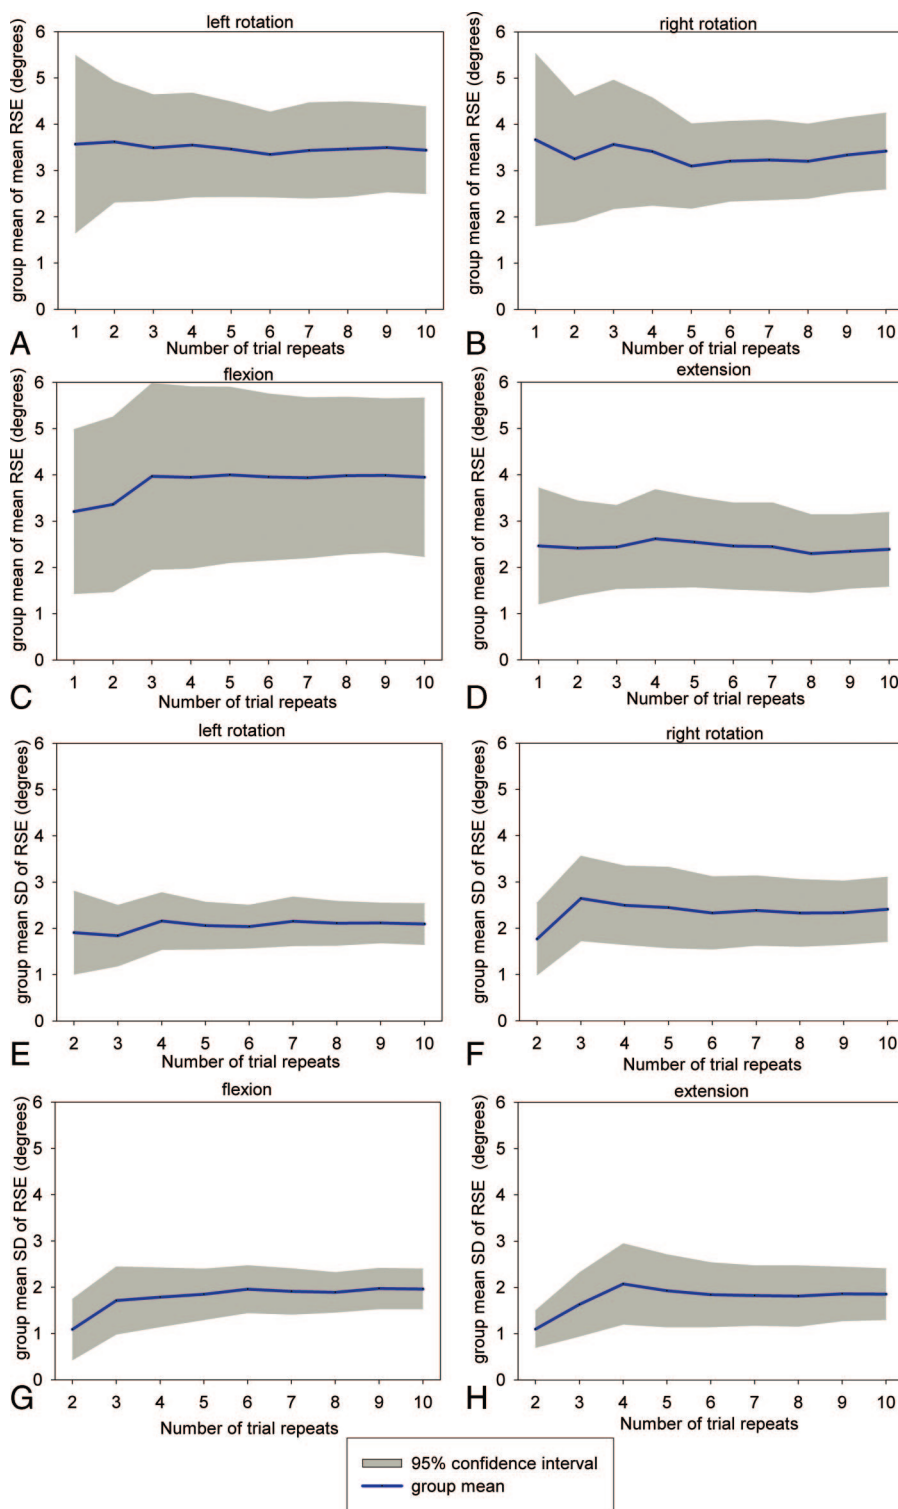 left rotation
group mean of mean RSE (degrees)
6
5
4
3
2
1
0
1 2 3 4 5 6 7 8 9 10
A
Number of trial repeats
right rotation
group mean of mean RSE (degrees)
6
5
4
3
2
1
0
1 2 3 4 5 6 7 8 9 10
B
Number of trial repeats
flexion
group mean of mean RSE (degrees)
6
5
4
3
2
1
0
1 2 3 4 5 6 7 8 9 10
C
Number of trial repeats
extension
group mean of mean RSE (degrees)
6
5
4
3
2
1
0
1 2 3 4 5 6 7 8 9 10
D
Number of trial repeats
left rotation
group mean SD of RSE (degrees)
6
5
4
3
2
1
0
2 3 4 5 6 7 8 9 10
E
Number of trial repeats
right rotation
group mean SD of RSE (degrees)
6
5
4
3
2
1
0
2 3 4 5 6 7 8 9 10
F
Number of trial repeats
flexion
group mean SD of RSE (degrees)
6
5
4
3
2
1
0
2 3 4 5 6 7 8 9 10
G
Number of trial repeats
extension
group mean SD of RSE (degrees)
6
5
4
3
2
1
0
2 3 4 5 6 7 8 9 10
H
Number of trial repeats
95% confidence interval
group mean